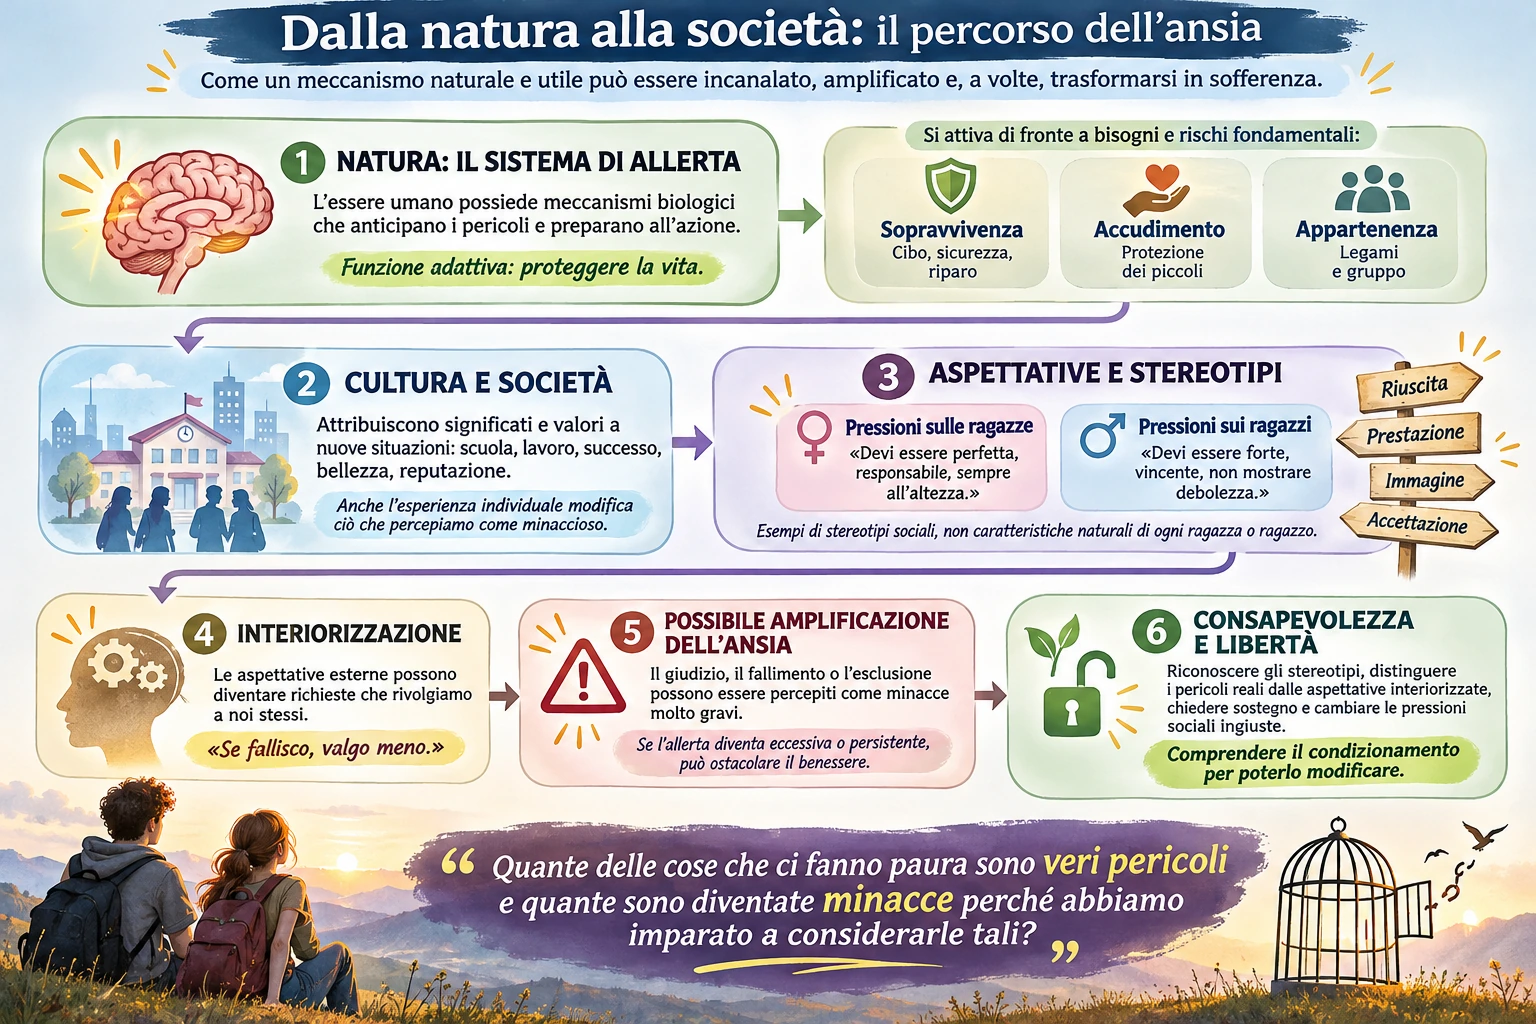 Dalla natura alla società: il percorso dell'ansia
Come un meccanismo naturale e utile può essere incanalato, amplificato e, a volte, trasformarsi in sofferenza.
1 NATURA: IL SISTEMA DI ALLERTA
L'essere umano possiede meccanismi biologici
che anticipano i pericoli e preparano all'azione.
Funzione adattiva: proteggere la vita.
Si attiva di fronte a bisogni e rischi fondamentali:
Sopravvivenza
Cibo, sicurezza,
riparo
Accudimento
Protezione
dei piccoli
Appartenenza
Legami
e gruppo
2 CULTURA E SOCIETÀ
Attribuiscono significati e valori a
nuove situazioni: scuola, lavoro, successo,
bellezza, reputazione.
Anche l'esperienza individuale modifica
ciò che percepiamo come minaccioso.
3 ASPETTATIVE E STEREOTIPI
Pressioni sulle ragazze
«Devi essere perfetta,
responsabile, sempre
all'altezza.»
Pressioni sui ragazzi
«Devi essere forte,
vincente, non mostrare
debolezza.»
Esempi di stereotipi sociali, non caratteristiche naturali di ogni ragazza o ragazzo.
Riuscita
Prestazione
Immagine
Accettazione
4 INTERIORIZZAZIONE
Le aspettative esterne possono
diventare richieste che rivolgiamo
a noi stessi.
«Se fallisco, valgo meno.»
5 POSSIBILE AMPLIFICAZIONE
DELL'ANSIA
Il giudizio, il fallimento o l'esclusione
possono essere percepiti come minacce
molto gravi.
Se l'allerta diventa eccessiva o persistente,
può ostacolare il benessere.
6 CONSAPEVOLEZZA
E LIBERTÀ
Riconoscere gli stereotipi, distinguere
i pericoli reali dalle aspettative interiorizzate,
chiedere sostegno e cambiare le pressioni
sociali ingiuste.
Comprendere il condizionamento
per poterlo modificare.
“Quante delle cose che ci fanno paura sono veri pericoli
e quante sono diventate minacce perché abbiamo
imparato a considerarle tali?”